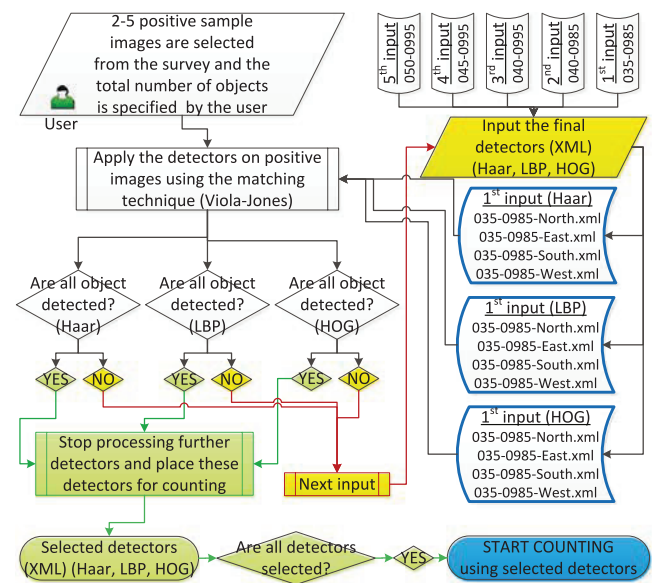 2-5 positive sample
images are selected
from the survey and the
total number of objects
is specified by the user
User
5th input
050-0995
4th input
045-0995
3rd input
040-0995
2nd input
040-0985
1st input
035-0985
Input the final
detectors (XML)
(Haar, LBP, HOG)
Apply the detectors on positive
images using the matching
technique (Viola-Jones)
1st input (Haar)
035-0985-North.xml
035-0985-East.xml
035-0985-South.xml
035-0985-West.xml
1st input (LBP)
035-0985-North.xml
035-0985-East.xml
035-0985-South.xml
035-0985-West.xml
1st input (HOG)
035-0985-North.xml
035-0985-East.xml
035-0985-South.xml
035-0985-West.xml
Are all object
detected?
(Haar)
Are all object
detected?
(LBP)
Are all object
detected?
(HOG)
YES
NO
YES
NO
YES
NO
Stop processing further
detectors and place these
detectors for counting
Next input
Selected detectors
(XML) (Haar, LBP, HOG)
Are all detectors
selected?
YES
START COUNTING
using selected detectors